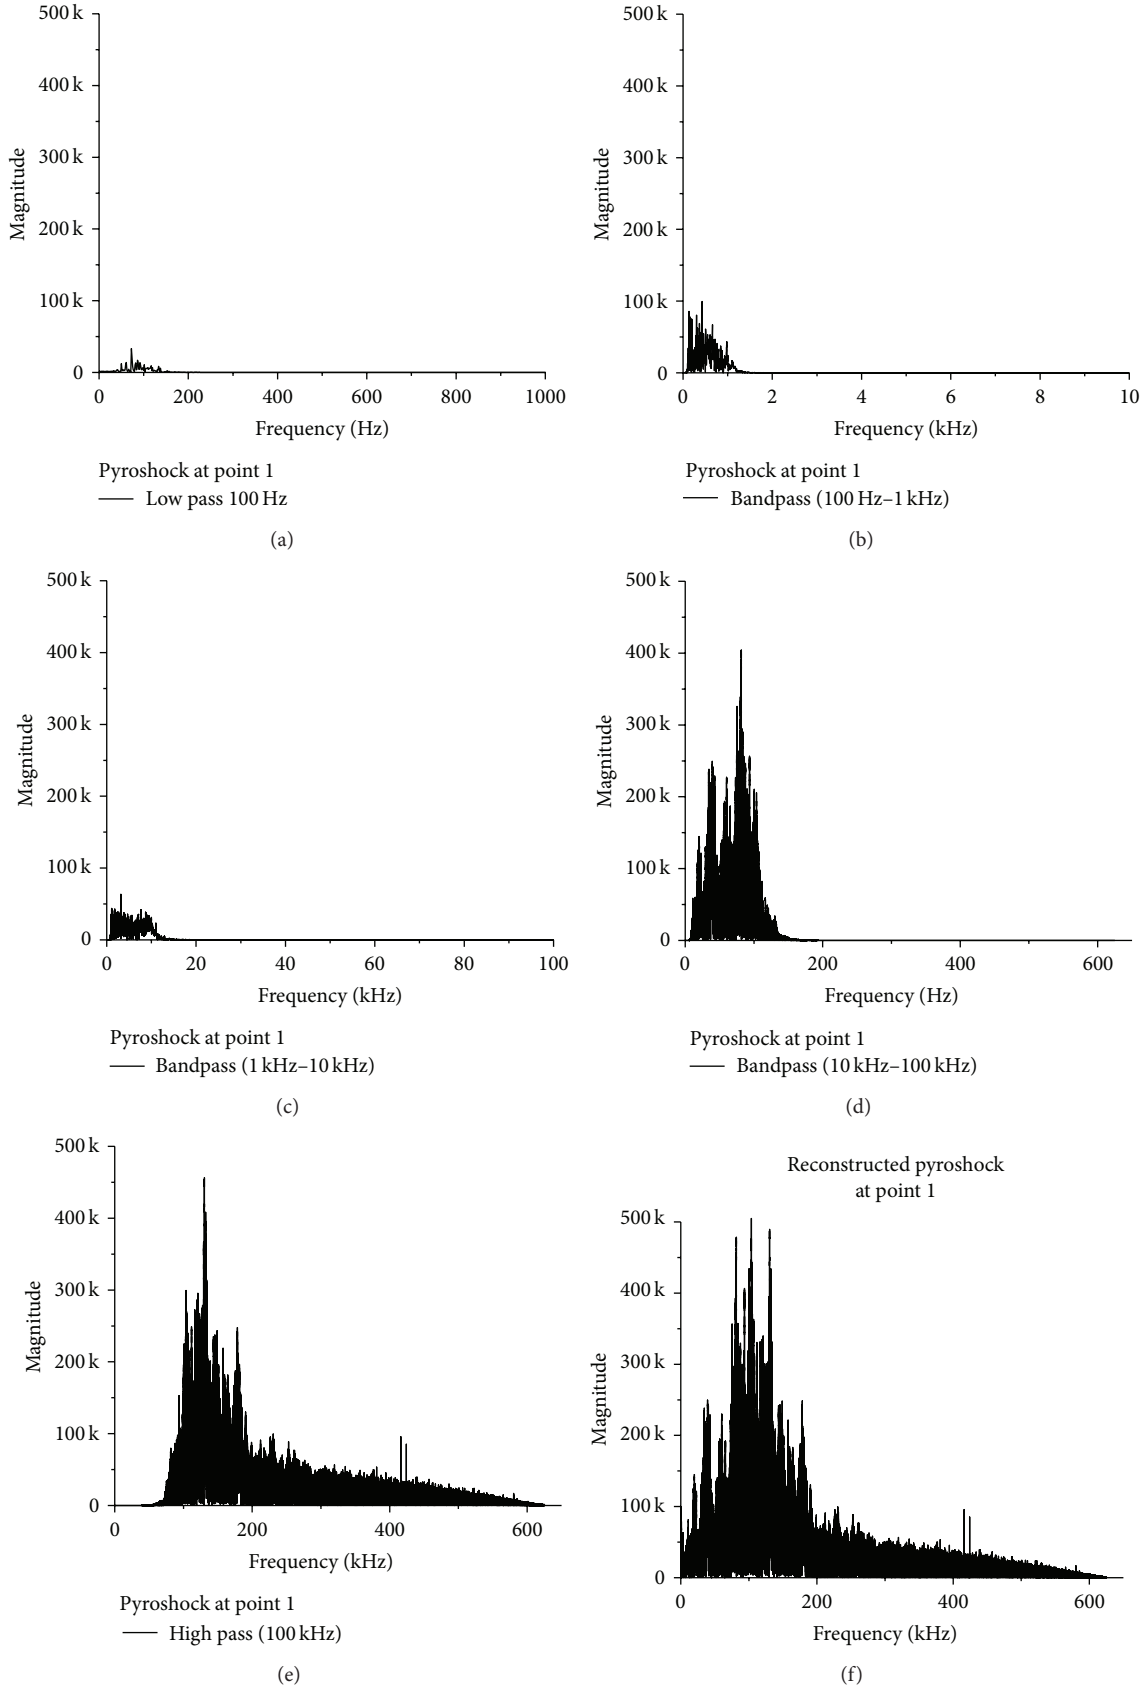 500 k
400 k
300 k
200 k
100 k
0
Magnitude
0 200 400 600 800 1000
Frequency (Hz)
Pyroshock at point 1
Low pass 100 Hz
(a)
500 k
400 k
300 k
200 k
100 k
0
Magnitude
0 2 4 6 8 10
Frequency (kHz)
Pyroshock at point 1
Bandpass (100 Hz–1 kHz)
(b)
500 k
400 k
300 k
200 k
100 k
0
Magnitude
0 20 40 60 80 100
Frequency (kHz)
Pyroshock at point 1
Bandpass (1 kHz–10 kHz)
(c)
500 k
400 k
300 k
200 k
100 k
0
Magnitude
0 200 400 600
Frequency (Hz)
Pyroshock at point 1
Bandpass (10 kHz–100 kHz)
(d)
500 k
400 k
300 k
200 k
100 k
0
Magnitude
0 200 400 600
Frequency (kHz)
Pyroshock at point 1
High pass (100 kHz)
(e)
Reconstructed pyroshock
at point 1
500 k
400 k
300 k
200 k
100 k
0
Magnitude
0 200 400 600
Frequency (kHz)
(f)